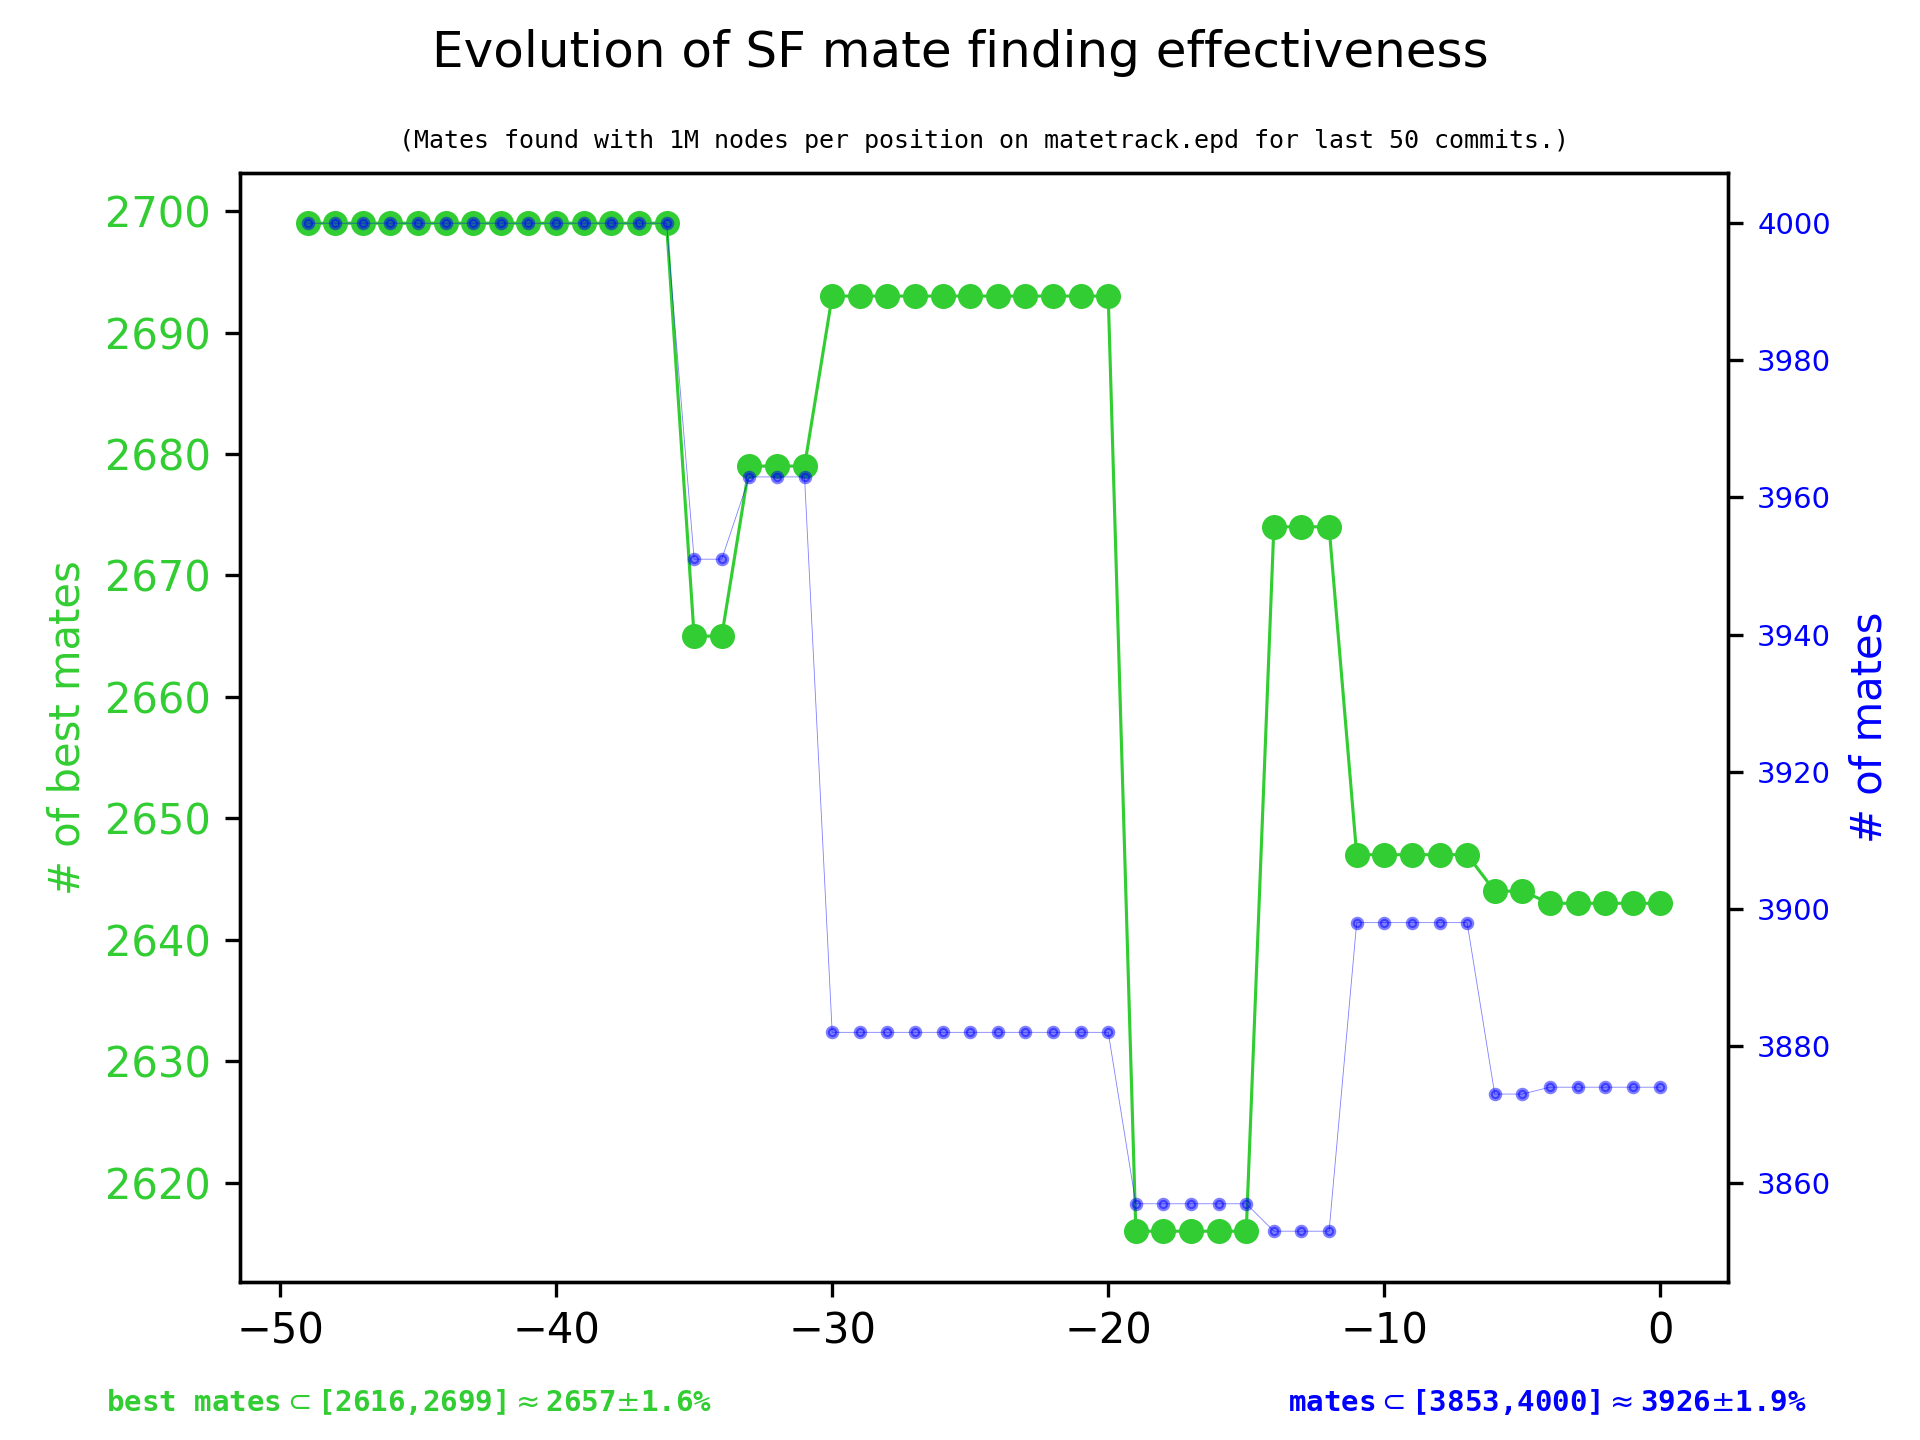 Evolution of SF mate finding effectiveness
(Mates found with 1M nodes per position on matetrack.epd for last 50 commits.)
2700
2690
2680
2670
2660
2650
2640
2630
2620
# of best mates
4000
3980
3960
3940
3920
3900
3880
3860
# of mates
−50 −40 −30 −20 −10 0
best mates ⊂ [2616,2699] ≈ 2657±1.6%
mates ⊂ [3853,4000] ≈ 3926±1.9%